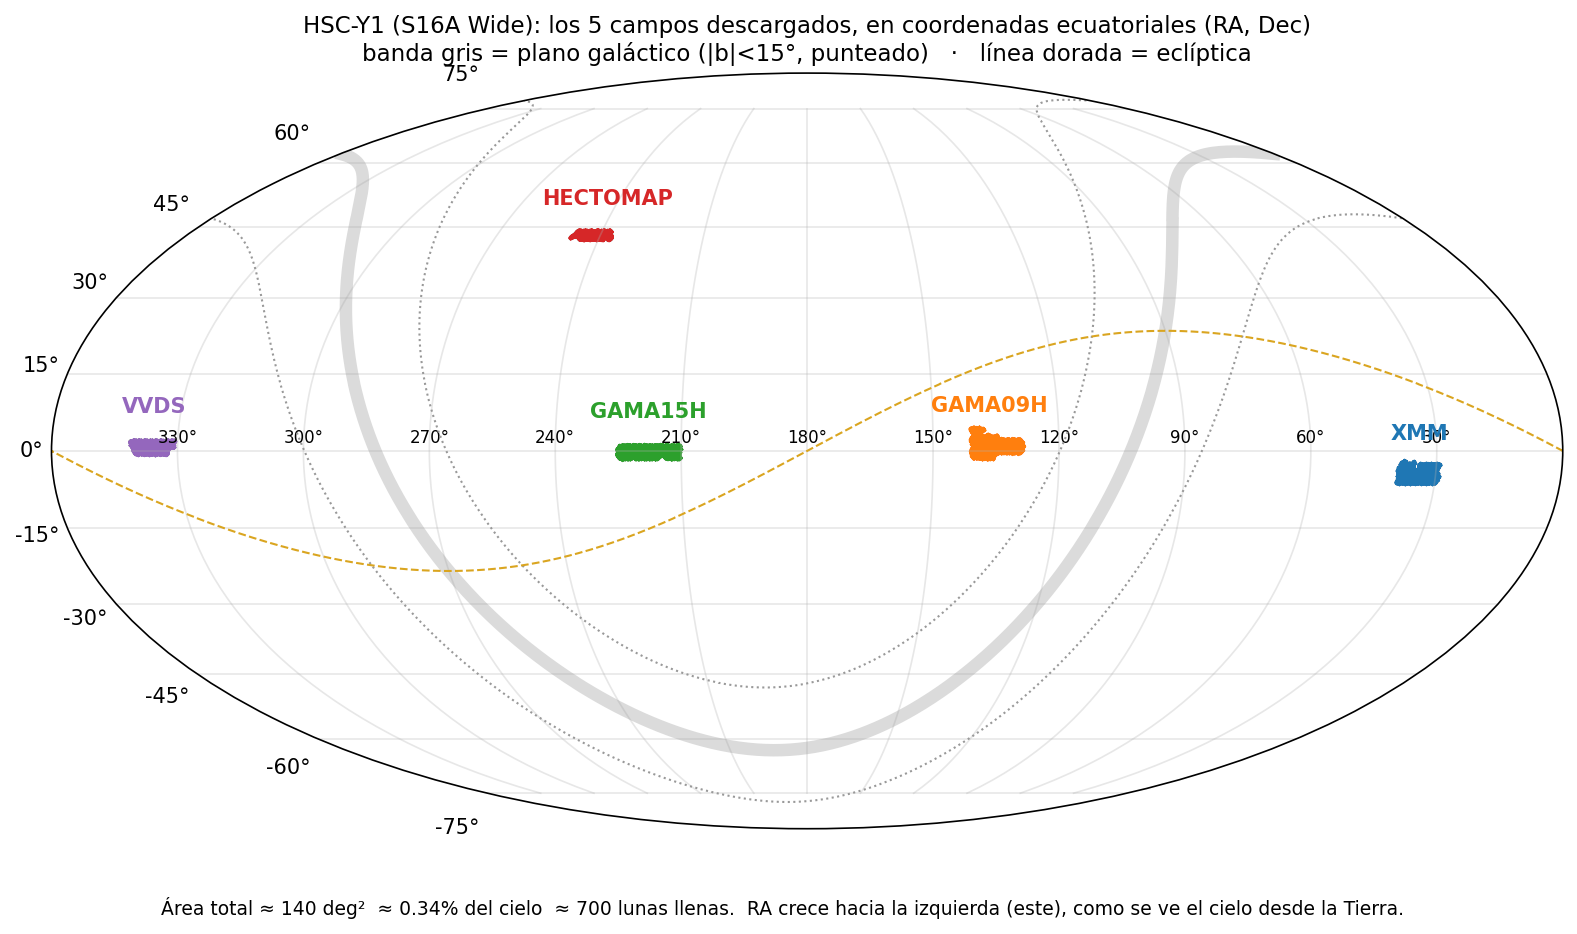 HSC-Y1 (S16A Wide): los 5 campos descargados, en coordenadas ecuatoriales (RA, Dec)
banda gris = plano galáctico (|b|<15°, punteado)   ·   línea dorada = eclíptica
75°
60°
HECTOMAP
45°
30°
15°
VVDS
GAMA15H
GAMA09H
XMM
330°
300°
270°
240°
210°
180°
150°
120°
90°
60°
30°
0°
-15°
-30°
-45°
-60°
-75°
Área total ≈ 140 deg²  ≈ 0.34% del cielo  ≈ 700 lunas llenas.  RA crece hacia la izquierda (este), como se ve el cielo desde la Tierra.